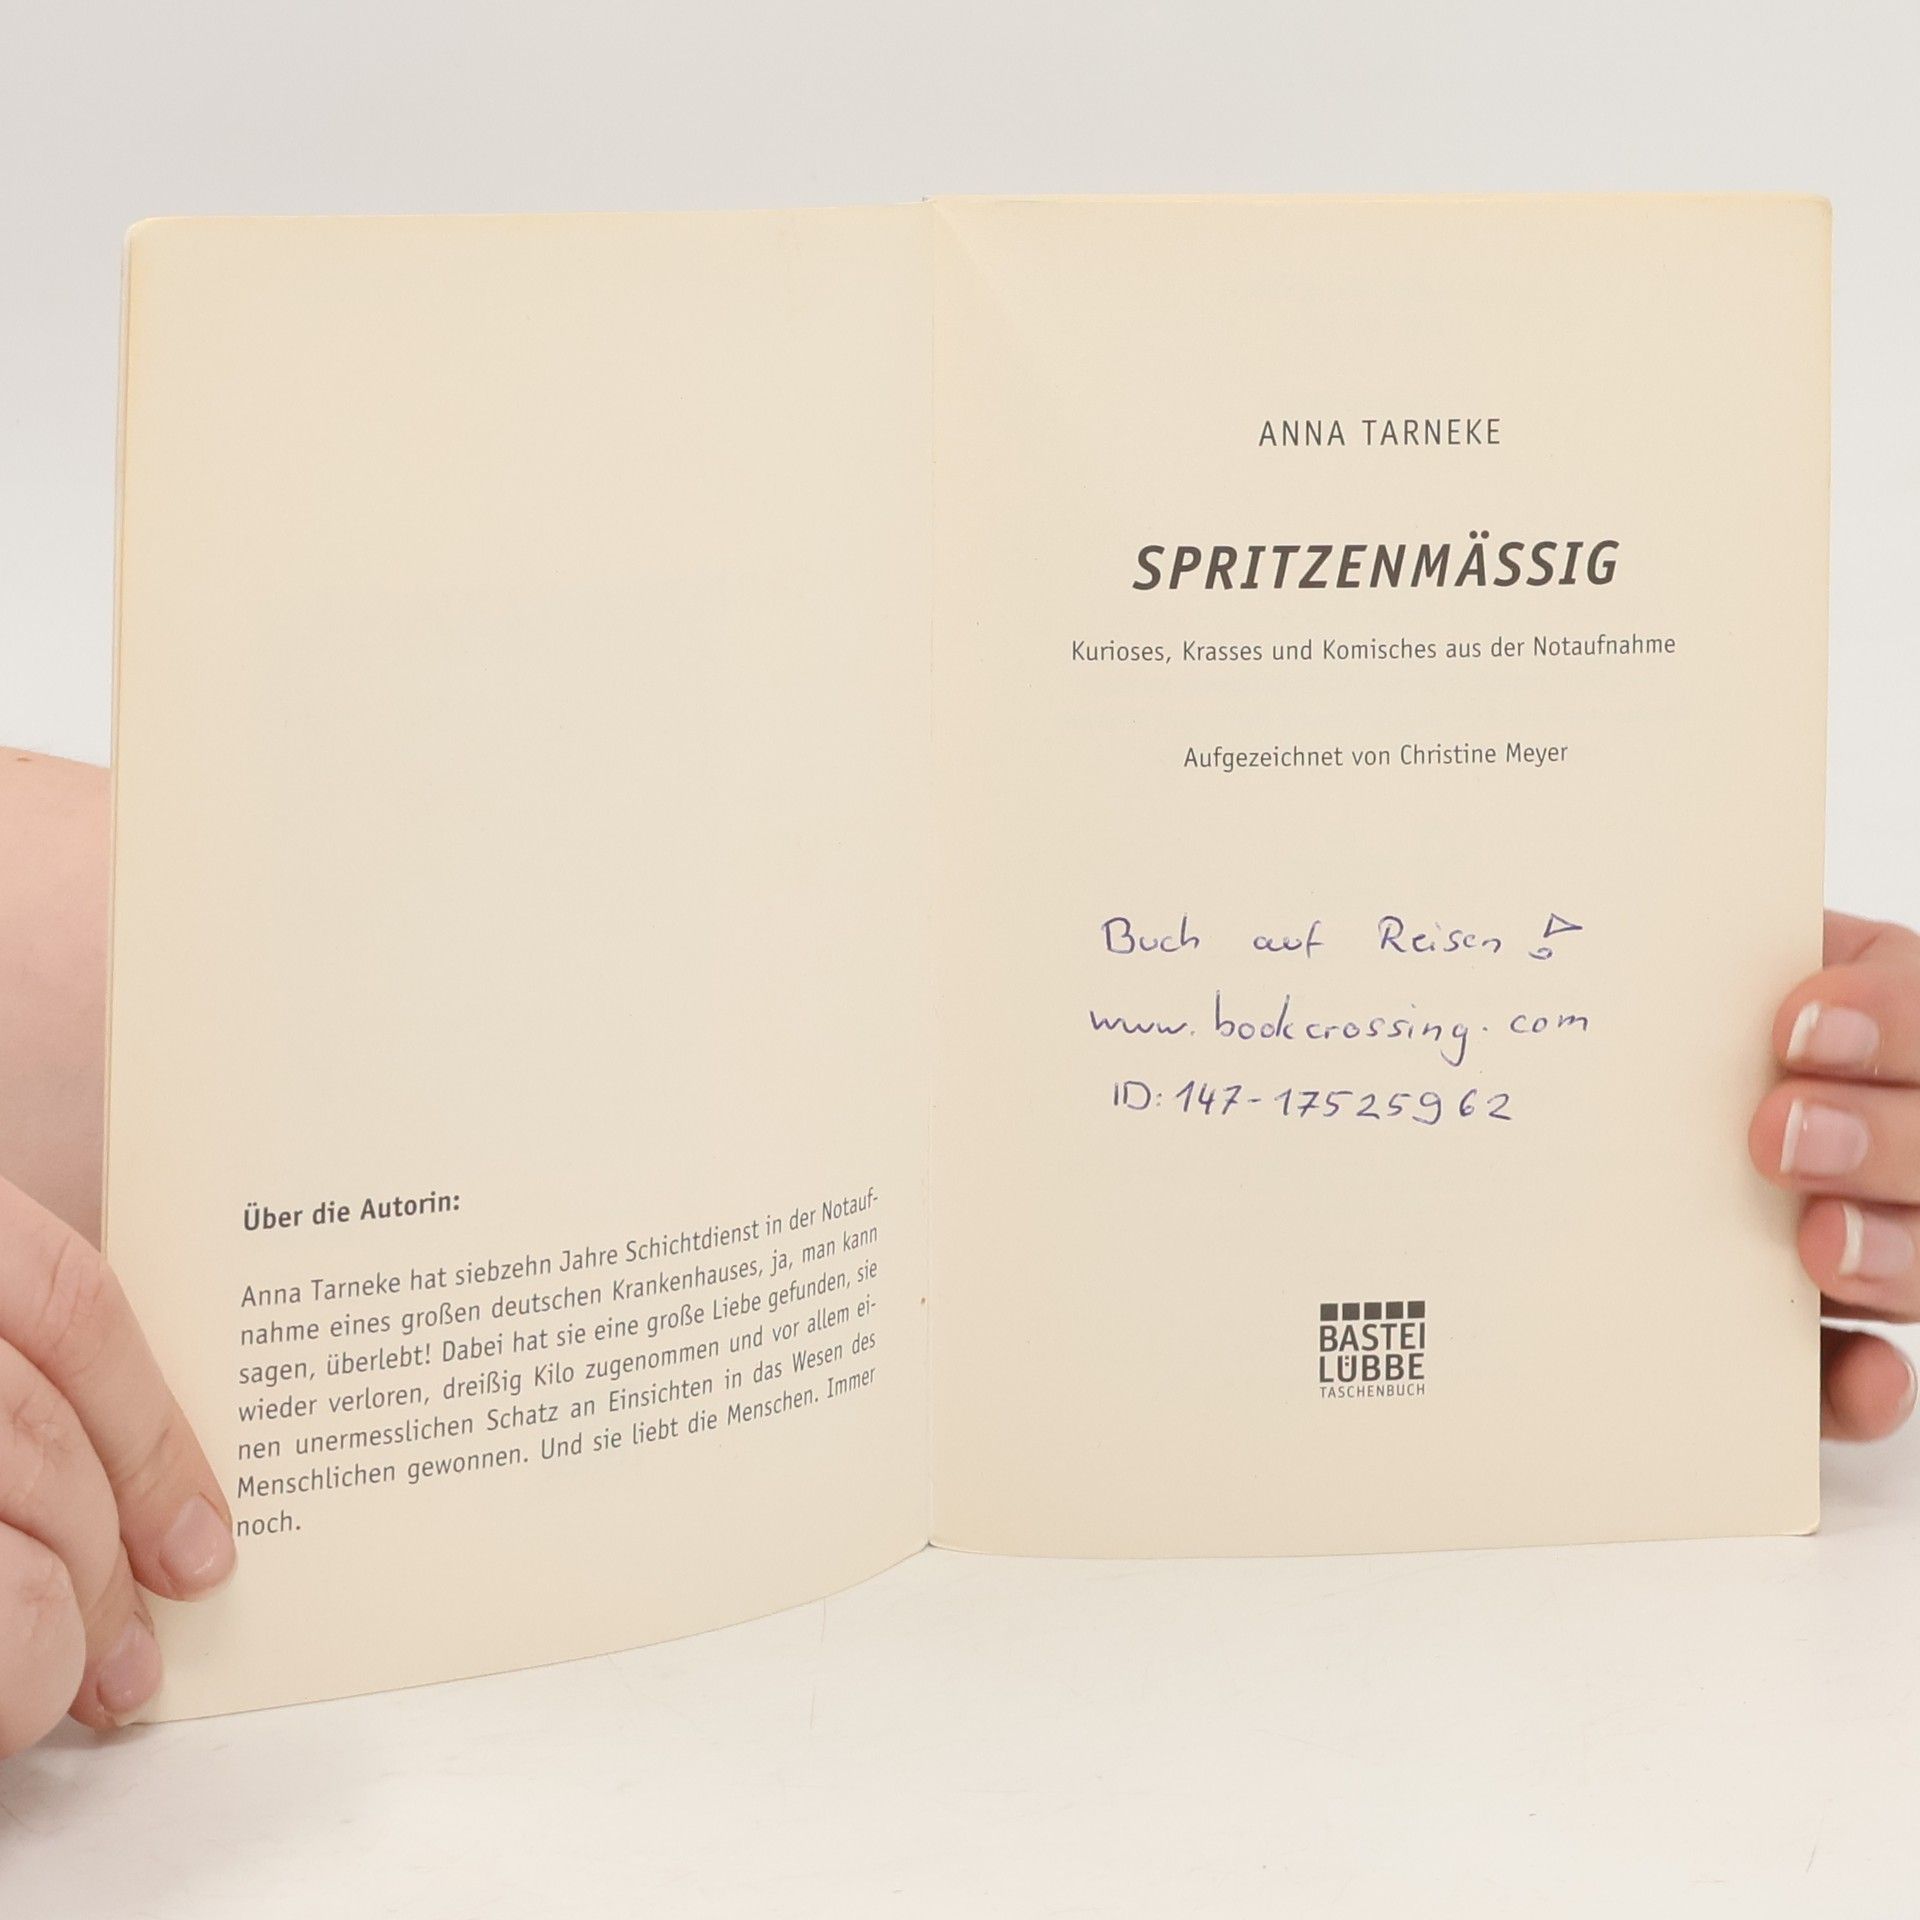 Über die Autorin:
Anna Tarneke hat siebzehn Jahre Schichtdienst in der Notauf-
nahme eines großen deutschen Krankenhauses, ja, man kann
sagen, überlebt! Dabei hat sie eine große Liebe gefunden, sie
wieder verloren, dreißig Kilo zugenommen und vor allem ei-
nen unermesslichen Schatz an Einsichten in das Wesen des
Menschlichen gewonnen. Und sie liebt die Menschen. Immer
noch.
ANNA TARNEKE
SPRITZENMÄSSIG
Kurioses, Krasses und Komisches aus der Notaufnahme
Aufgezeichnet von Christine Meyer
Buch auf Reisen!
www.bookcrossing.com
ID: 147-17525962
BASTEI
LÜBBE
TASCHENBUCH